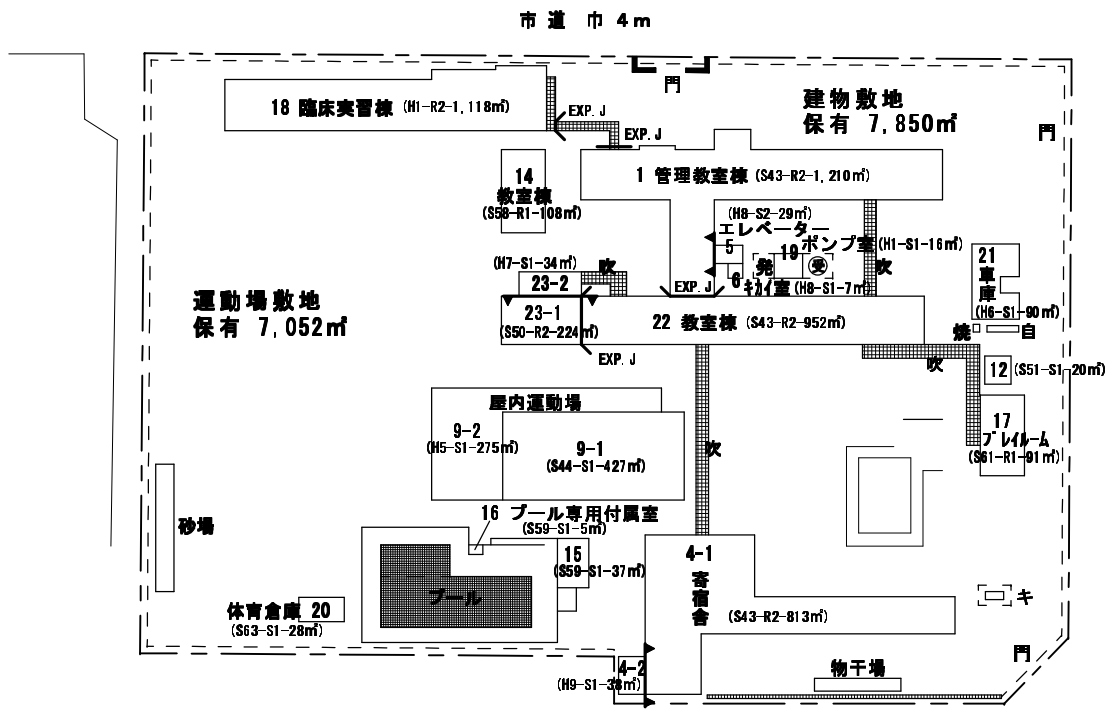 市道 巾 4m
門
建物敷地
保有 7,850㎡
門
18 臨床実習棟 (H1-R2-1,118㎡)
EXP.J
EXP.J
14
教室棟
(S58-R1-108㎡)
1 管理教室棟 (S43-R2-1,210㎡)
(H8-S2-29㎡)
エレベーター
5
19 ポンプ室 (H1-S1-16㎡)
発
受
吹
6
キカイ室 (H8-S1-7㎡)
21
車
庫
(H6-S1-90㎡)
(H7-S1-34㎡)
吹
23-2
EXP.J
運動場敷地
保有 7,052㎡
23-1
(S50-R2-224㎡)
22 教室棟 (S43-R2-952㎡)
焼
自
EXP.J
吹
12 (S51-S1-20㎡)
屋内運動場
9-2
(H5-S1-275㎡)
9-1
(S44-S1-427㎡)
吹
17
プレイルーム
(S61-R1-91㎡)
砂場
16 プール専用付属室
(S59-S1-5㎡)
15
(S59-S1-37㎡)
プール
4-1
寄
宿
舎
(S43-R2-813㎡)
体育倉庫 20
(S63-S1-28㎡)
キ
門
4-2
(H9-S1-38㎡)
物干場